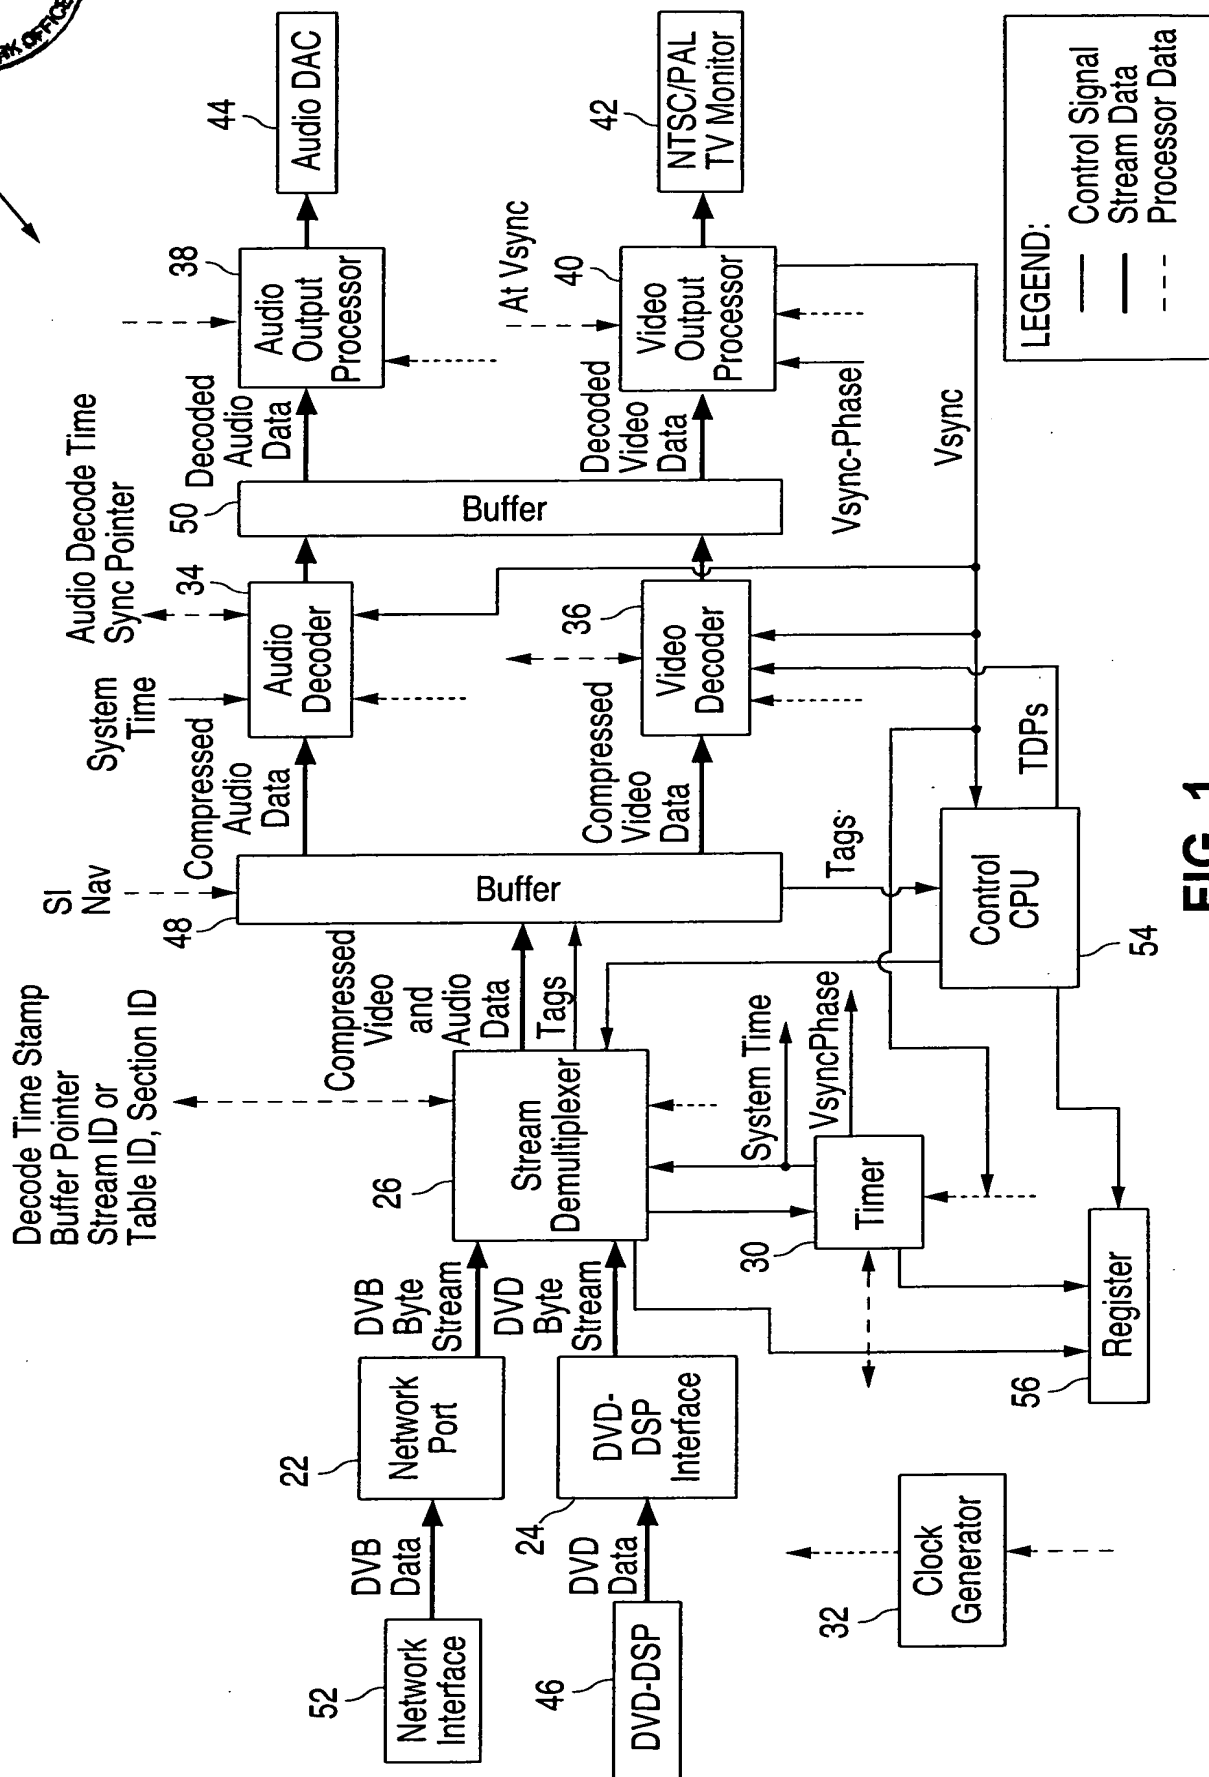 RK OFFICE
Decode Time Stamp
Buffer Pointer
Stream ID or
Table ID, Section ID
SI
Nav
System
Time
Audio Decode Time
Sync Pointer
52
Network
Interface
DVB
Data
22
Network
Port
DVB
Byte
Stream
46
DVD-DSP
DVD
Data
24
DVD-
DSP
Interface
DVD
Byte
Stream
26
Stream
Demultiplexer
Compressed
Video
and
Audio
Data
Tags
48
Buffer
Compressed
Audio
Data
34
Audio
Decoder
50
Buffer
Decoded
Audio
Data
38
Audio
Output
Processor
44
Audio DAC
Compressed
Video
Data
36
Video
Decoder
Decoded
Video
Data
At Vsync
40
Video
Output
Processor
42
NTSC/PAL
TV Monitor
Vsync-Phase
Vsync
System Time
VsyncPhase
30
Timer
Tags
Control
CPU
54
TDPs
32
Clock
Generator
56
Register
LEGEND:
Control Signal
Stream Data
Processor Data
FIG. 1